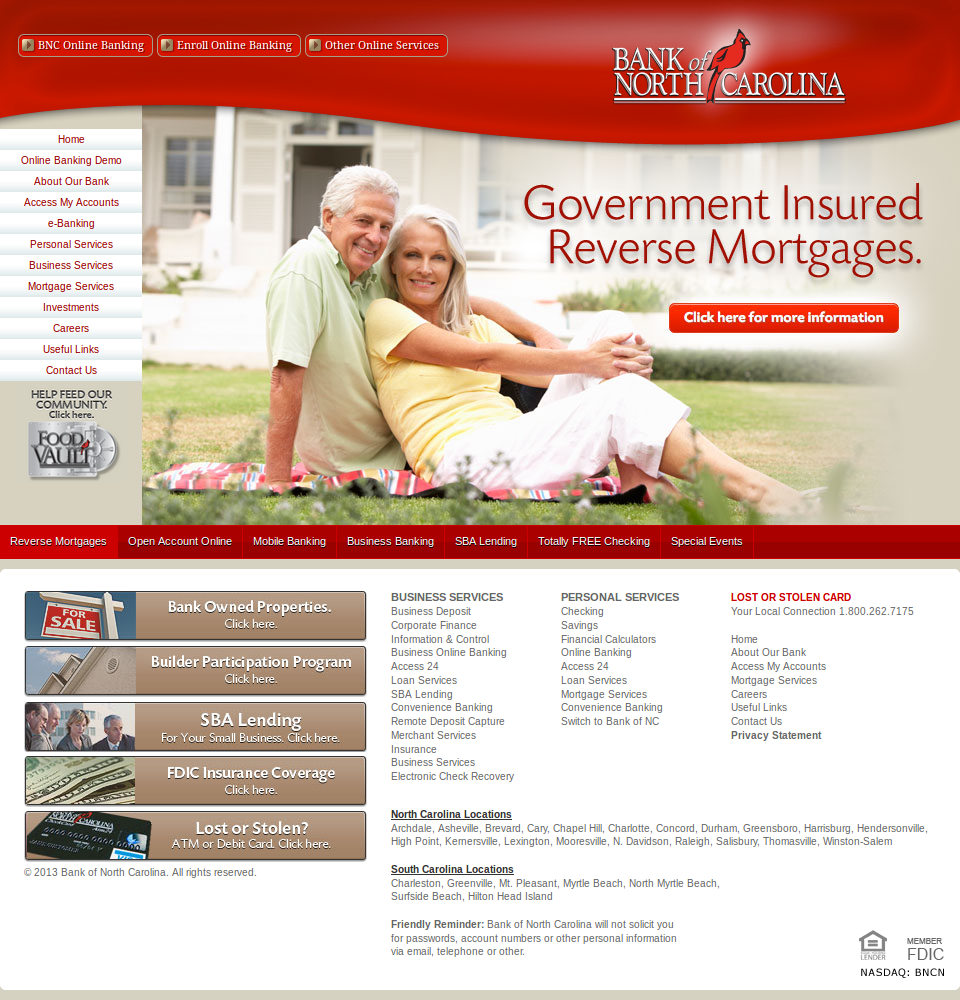 BNC Online Banking
Enroll Online Banking
Other Online Services
BANK of
NORTH CAROLINA
Home
Online Banking Demo
About Our Bank
Access My Accounts
e-Banking
Personal Services
Business Services
Mortgage Services
Investments
Careers
Useful Links
Contact Us
HELP FEED OUR
COMMUNITY.
Click here.
FOOD
VAULT
Government Insured
Reverse Mortgages.
Click here for more information
Reverse Mortgages
Open Account Online
Mobile Banking
Business Banking
SBA Lending
Totally FREE Checking
Special Events
FOR
SALE
Bank Owned Properties.
Click here.
Builder Participation Program
Click here.
SBA Lending
For Your Small Business. Click here.
FDIC Insurance Coverage
Click here.
NORTH CAROLINA
VISA
Lost or Stolen?
ATM or Debit Card. Click here.
© 2013 Bank of North Carolina. All rights reserved.
BUSINESS SERVICES
Business Deposit
Corporate Finance
Information & Control
Business Online Banking
Access 24
Loan Services
SBA Lending
Convenience Banking
Remote Deposit Capture
Merchant Services
Insurance
Business Services
Electronic Check Recovery
PERSONAL SERVICES
Checking
Savings
Financial Calculators
Online Banking
Access 24
Loan Services
Mortgage Services
Convenience Banking
Switch to Bank of NC
LOST OR STOLEN CARD
Your Local Connection 1.800.262.7175
Home
About Our Bank
Access My Accounts
Mortgage Services
Careers
Useful Links
Contact Us
Privacy Statement
North Carolina Locations
Archdale, Asheville, Brevard, Cary, Chapel Hill, Charlotte, Concord, Durham, Greensboro, Harrisburg, Hendersonville,
High Point, Kernersville, Lexington, Mooresville, N. Davidson, Raleigh, Salisbury, Thomasville, Winston-Salem
South Carolina Locations
Charleston, Greenville, Mt. Pleasant, Myrtle Beach, North Myrtle Beach,
Surfside Beach, Hilton Head Island
Friendly Reminder: Bank of North Carolina will not solicit you
for passwords, account numbers or other personal information
via email, telephone or other.
LENDER
MEMBER
FDIC
NASDAQ: BNCN